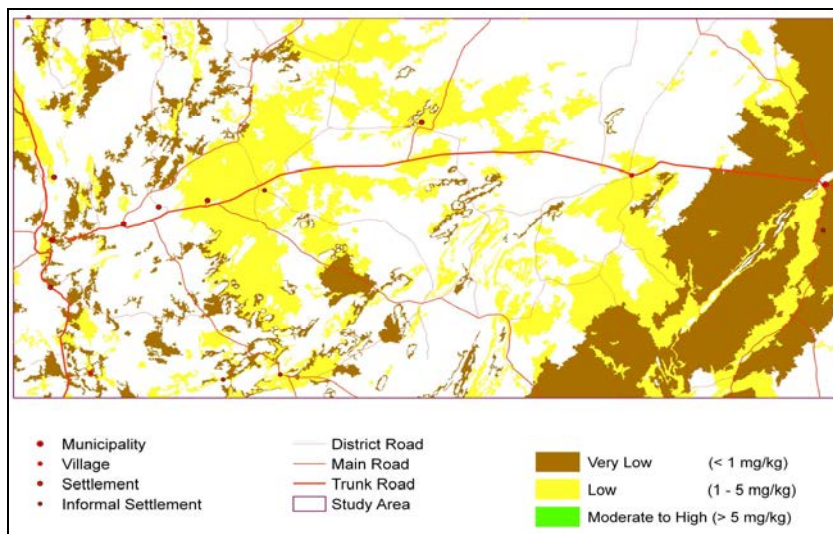 Municipality
Village
Settlement
Informal Settlement
District Road
Main Road
Trunk Road
Study Area
Very Low (< 1 mg/kg)
Low (1 - 5 mg/kg)
Moderate to High (> 5 mg/kg)